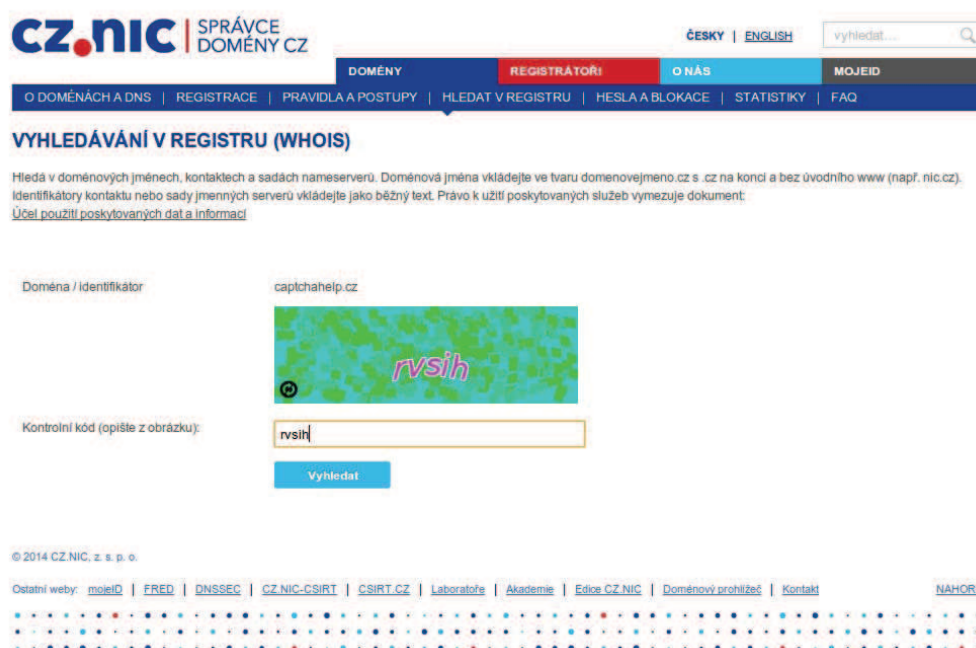 CZ.NIC | SPRÁVCE DOMÉNY CZ
ČESKY | ENGLISH
vyhledat...
DOMÉNY REGISTRÁTOŘI O NÁS MOJEID
O DOMÉNÁCH A DNS | REGISTRACE | PRAVIDLA A POSTUPY | HLEDAT V REGISTRU | HESLA A BLOKACE | STATISTIKY | FAQ
VYHLEDÁVÁNÍ V REGISTRU (WHOIS)
Hledá v doménových jménech, kontaktech a sadách nameserverů. Doménová jména vkládejte ve tvaru domenovejmeno.cz s .cz na konci a bez úvodního www (např. nic.cz).
Identifikátory kontaktu nebo sady jmenných serverů vkládejte jako běžný text. Právo k užití poskytovaných služeb vymezuje dokument:
Účel použití poskytovaných dat a informací
Doména / identifikátor captchahelp.cz
rvsih
Kontrolní kód (opište z obrázku): rvsih
Vyhledat
© 2014 CZ.NIC, z. s. p. o.
Ostatní weby: mojeID | FRED | DNSSEC | CZ.NIC-CSIRT | CSIRT.CZ | Laboratoře | Akademie | Edice CZ.NIC | Doménový prohlížeč | Kontakt NAHOR